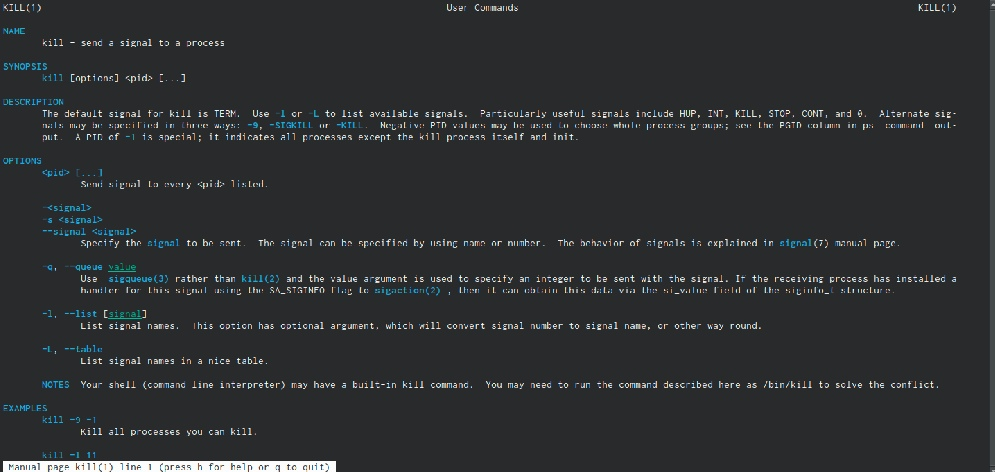 KILL(1) User Commands KILL(1)
NAME
kill - send a signal to a process
SYNOPSIS
kill [options] <pid> [...]
DESCRIPTION
The default signal for kill is TERM. Use -l or -L to list available signals. Particularly useful signals include HUP, INT, KILL, STOP, CONT, and 0. Alternate sig-
nals may be specified in three ways: -9, -SIGKILL or -KILL. Negative PID values may be used to choose whole process groups; see the PGID column in ps command out-
put. A PID of -1 is special; it indicates all processes except the kill process itself and init.
OPTIONS
<pid> [...]
Send signal to every <pid> listed.
-<signal>
-s <signal>
--signal <signal>
Specify the signal to be sent. The signal can be specified by using name or number. The behavior of signals is explained in signal(7) manual page.
-q, --queue value
Use sigqueue(3) rather than kill(2) and the value argument is used to specify an integer to be sent with the signal. If the receiving process has installed a
handler for this signal using the SA_SIGINFO flag to sigaction(2) , then it can obtain this data via the si_value field of the siginfo_t structure.
-l, --list [signal]
List signal names. This option has optional argument, which will convert signal number to signal name, or other way round.
-L, --table
List signal names in a nice table.
NOTES Your shell (command line interpreter) may have a built-in kill command. You may need to run the command described here as /bin/kill to solve the conflict.
EXAMPLES
kill -9 -1
Kill all processes you can kill.
kill -l 11
Manual page kill(1) line 1 (press h for help or q to quit)